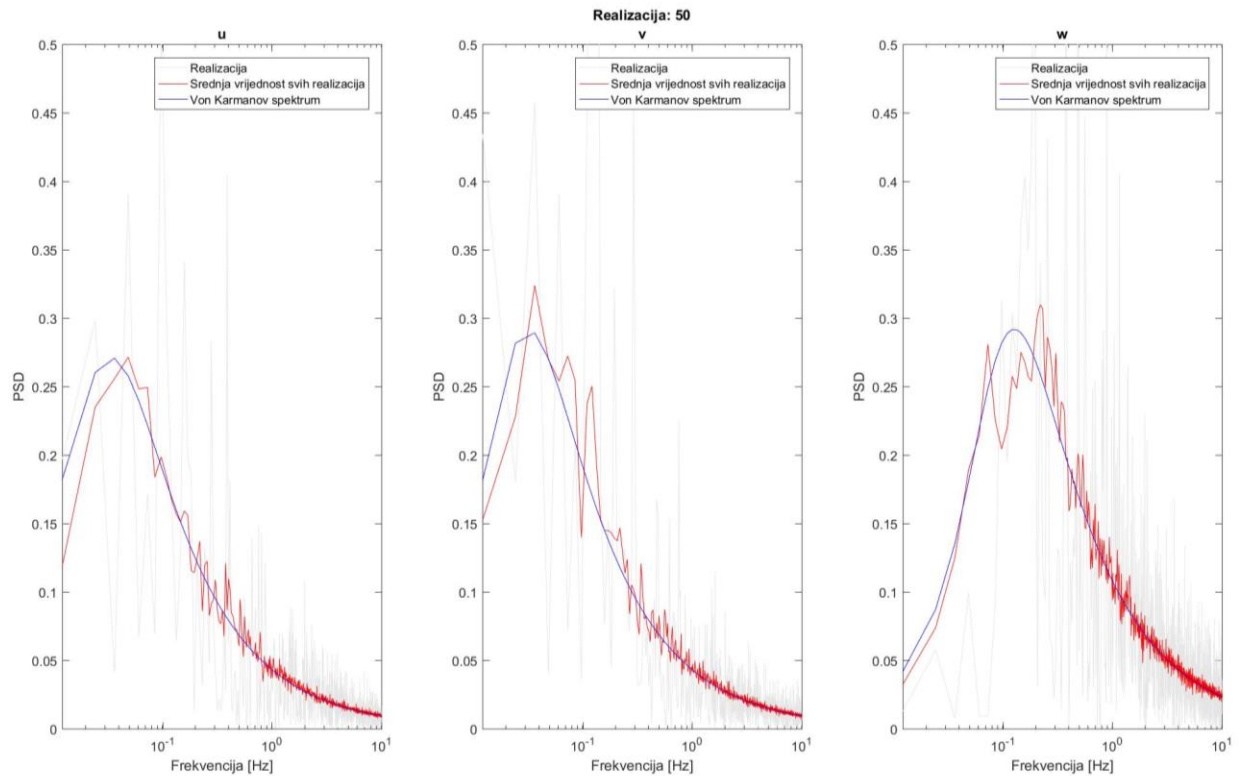 Realizacija: 50
u
0.5
0.45
0.4
0.35
0.3
0.25
0.2
0.15
0.1
0.05
0
PSD
Realizacija
Srednja vrijednost svih realizacija
Von Karmanov spektrum
10^-1
10^0
10^1
Frekvencija [Hz]
v
0.5
0.45
0.4
0.35
0.3
0.25
0.2
0.15
0.1
0.05
0
PSD
Realizacija
Srednja vrijednost svih realizacija
Von Karmanov spektrum
10^-1
10^0
10^1
Frekvencija [Hz]
w
0.5
0.45
0.4
0.35
0.3
0.25
0.2
0.15
0.1
0.05
0
PSD
Realizacija
Srednja vrijednost svih realizacija
Von Karmanov spektrum
10^-1
10^0
10^1
Frekvencija [Hz]